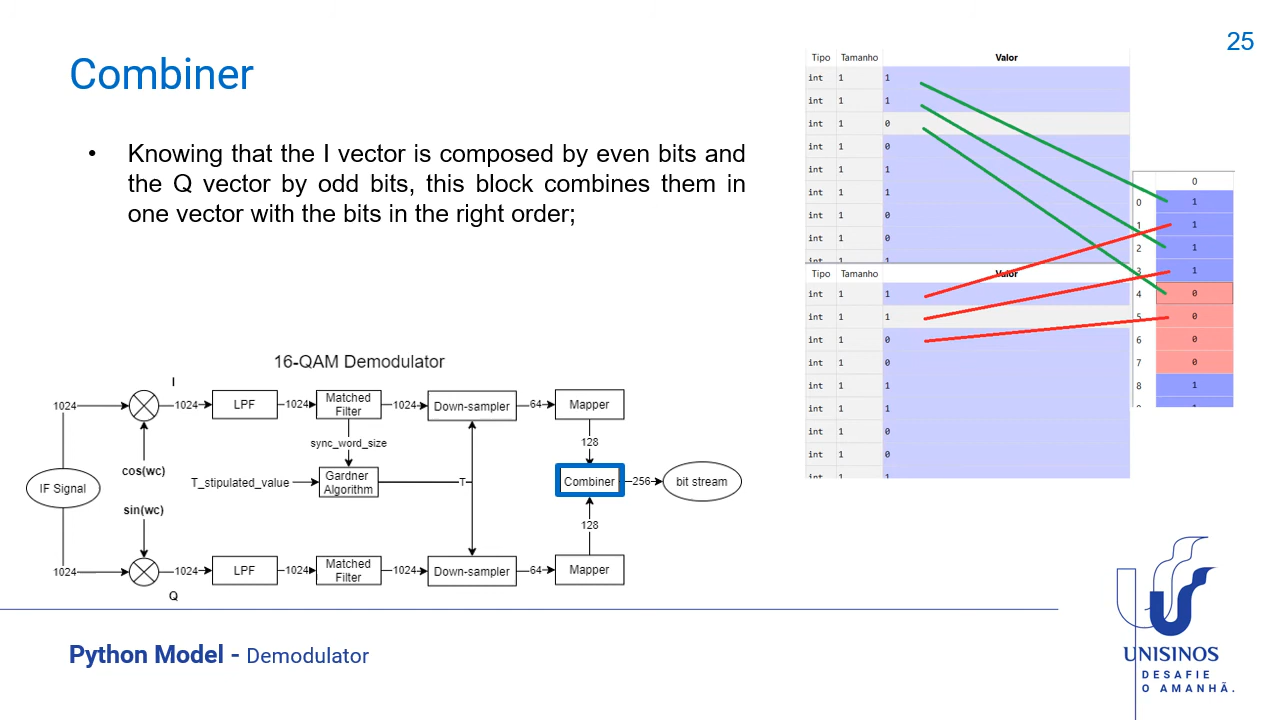 25
Combiner
• Knowing that the I vector is composed by even bits and
the Q vector by odd bits, this block combines them in
one vector with the bits in the right order;
Tipo Tamanho Valor
int 1 1
int 1 1
int 1 0
int 1 0
int 1 1
int 1 1
int 1 0
int 1 0
int 1 1
Tipo Tamanho Valor
int 1 1
int 1 1
int 1 0
int 1 0
int 1 1
int 1 1
int 1 0
int 1 0
int 1 1
0
0 1
1 1
2 1
3 1
4 0
5 0
6 0
7 0
8 1
16-QAM Demodulator
I
1024 1024 LPF 1024 Matched Filter 1024 Down-sampler 64 Mapper
sync_word_size 128
cos(wc)
IF Signal T_stipulated_value Gardner Algorithm T Combiner 256 bit stream
sin(wc)
128
1024 1024 LPF 1024 Matched Filter 1024 Down-sampler 64 Mapper
Q
Python Model - Demodulator
UNISINOS
DESAFIE
O AMANHÃ.